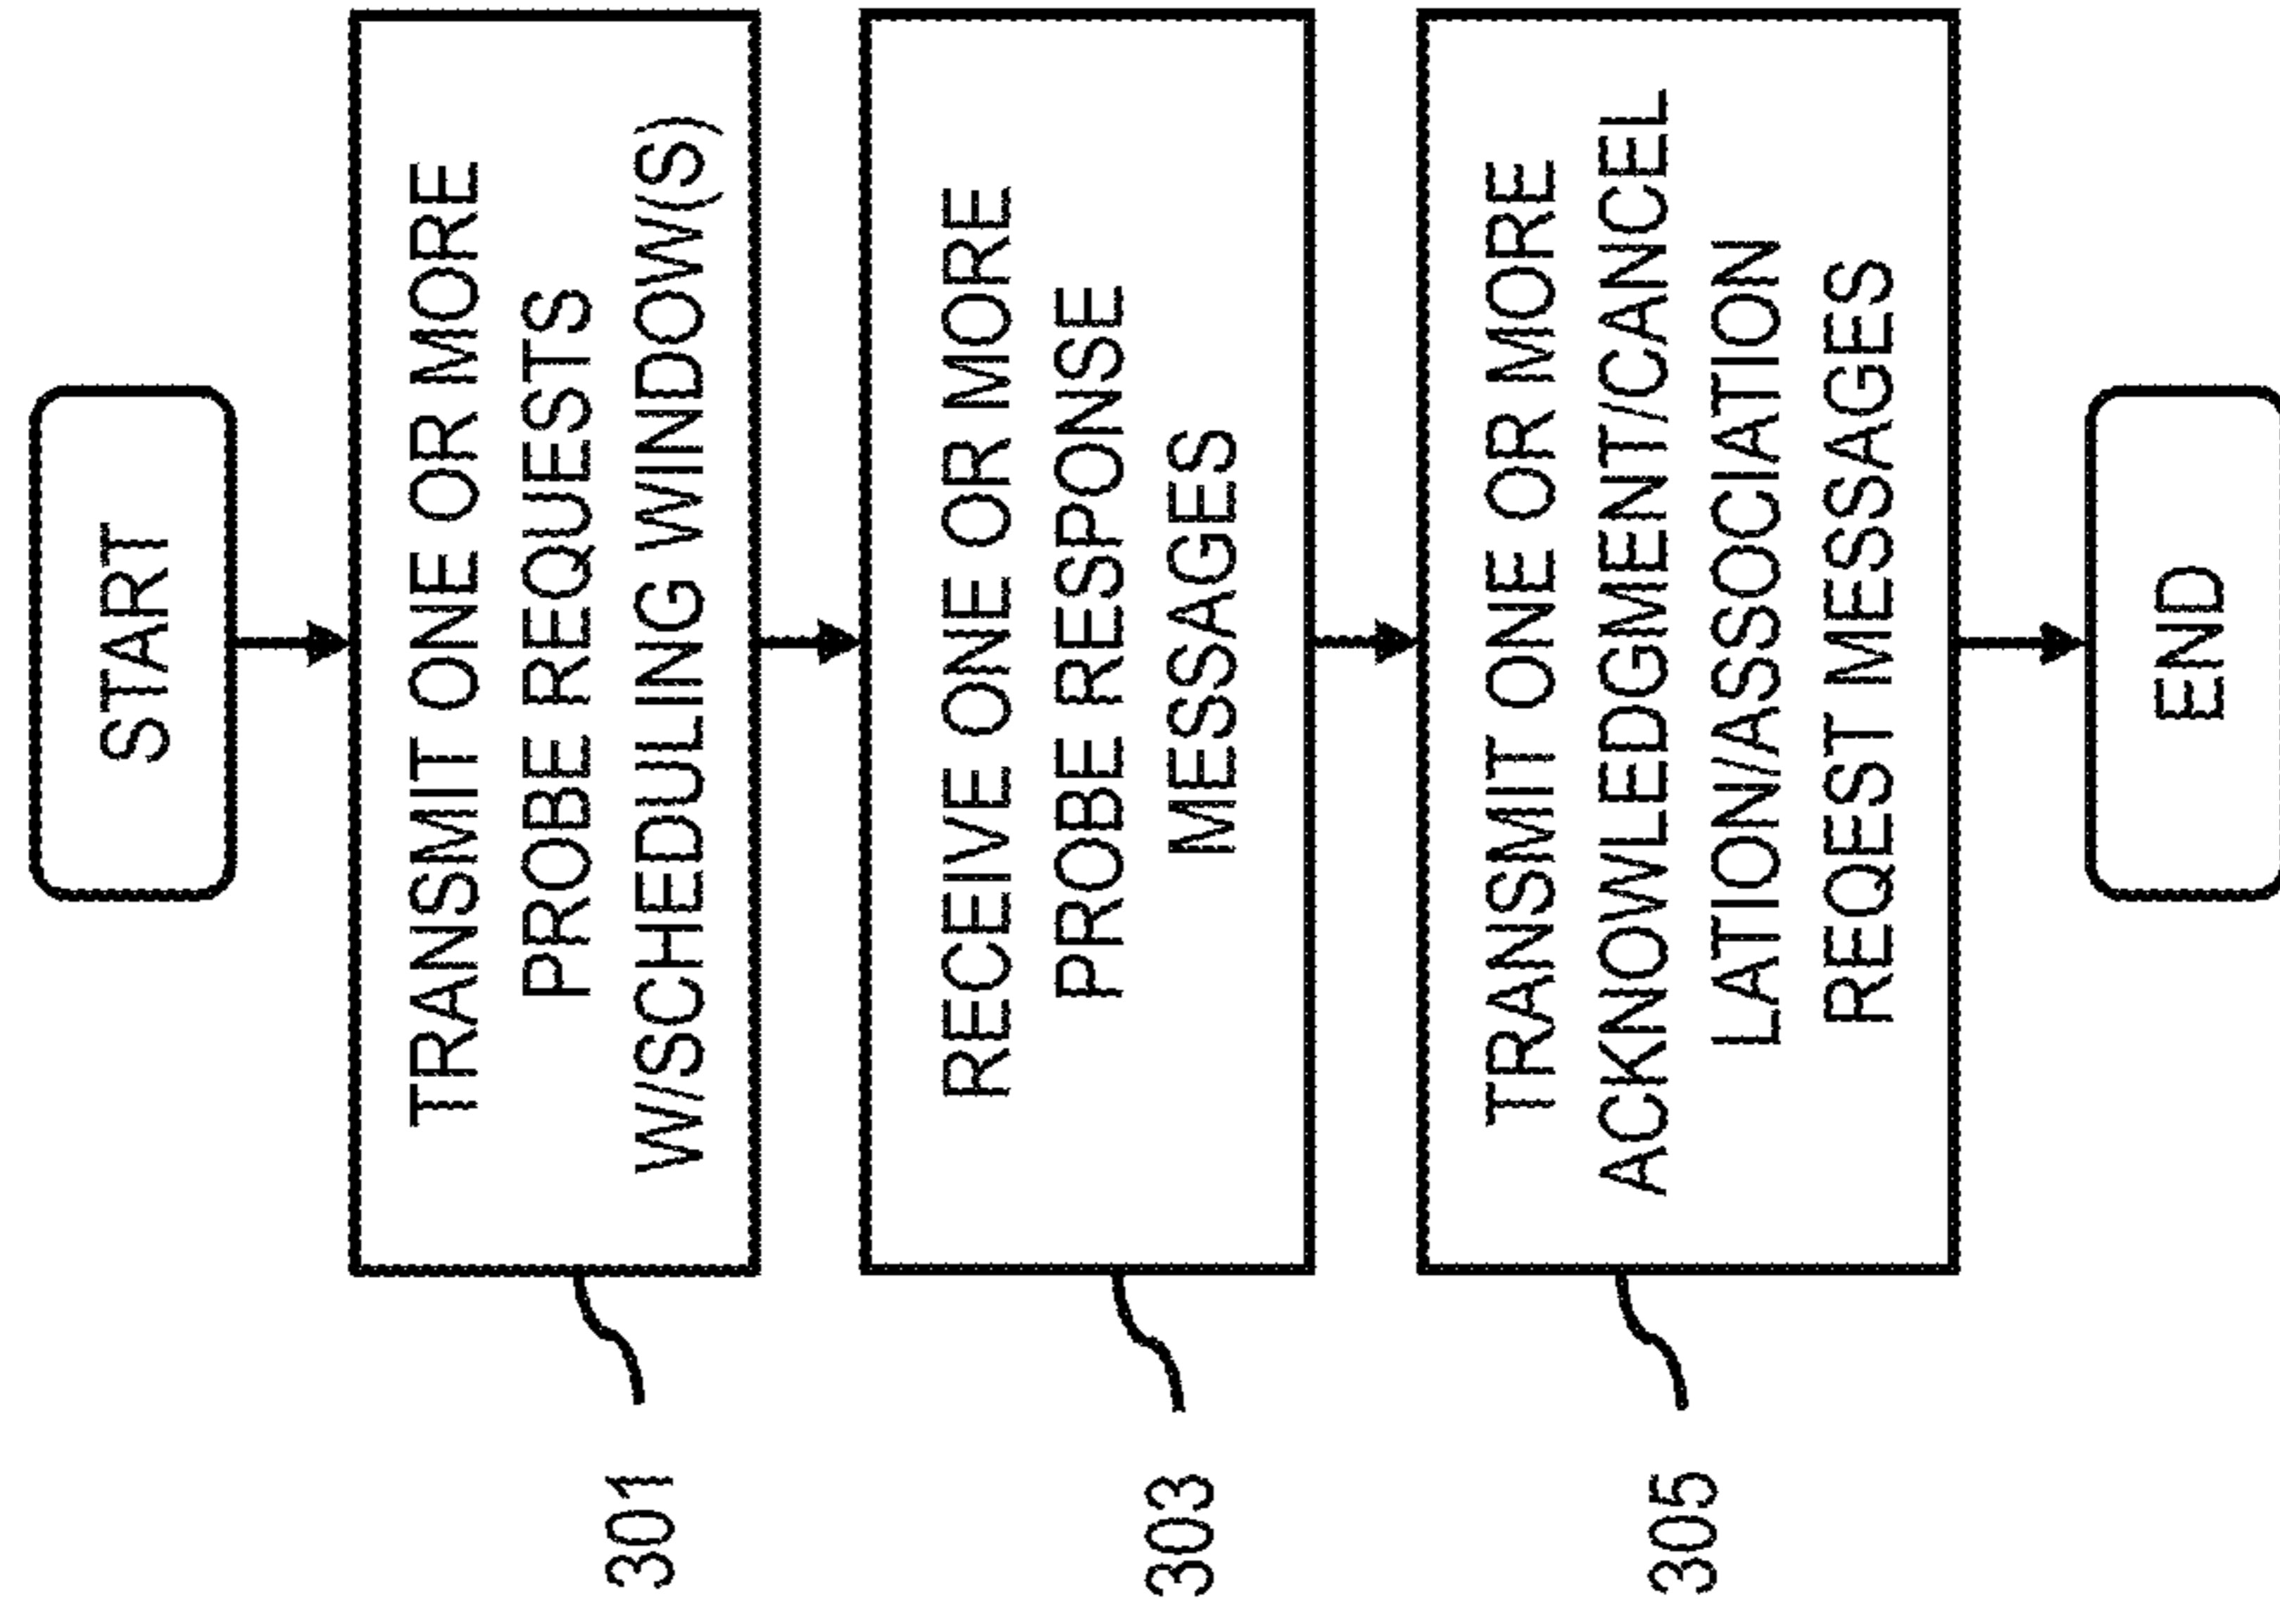 START
TRANSMIT ONE OR MORE
PROBE REQUESTS
W/SCHEDULING WINDOW(S)
301
RECEIVE ONE OR MORE
PROBE RESPONSE
MESSAGES
303
TRANSMIT ONE OR MORE
ACKNOWLEDGMENT/CANCEL
LATION/ASSOCIATION
REQEST MESSAGES
305
END